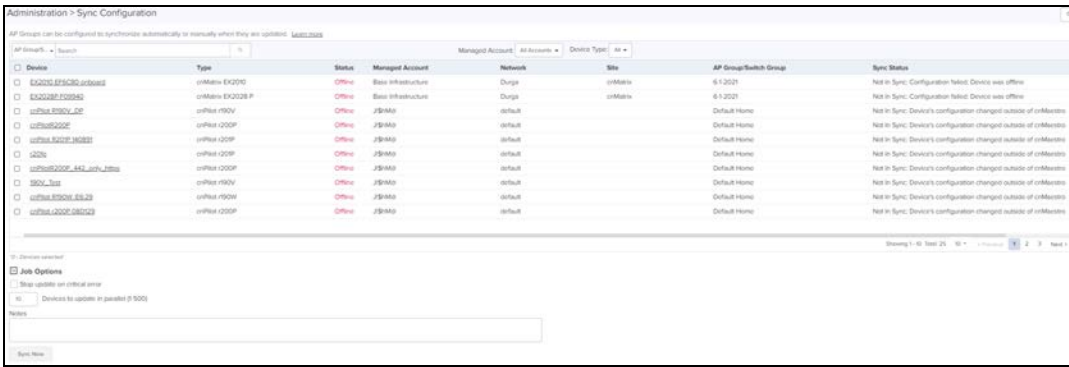 Administration > Sync Configuration
AP Groups can be configured to synchronize automatically or manually when they are updated. Learn more
AP Group/S... Search Managed Account: All Accounts Device Type: All
Device Type Status Managed Account Network Site AP Group/Switch Group Sync Status
EX2010 EF6C80 onboard cnMatrix EX2010 Offline Base Infrastructure Durga cnMatrix 6-1-2021 Not in Sync: Configuration failed: Device was offline
EX2028P F09940 cnMatrix EX2028-P Offline Base Infrastructure Durga cnMatrix 6-1-2021 Not in Sync: Configuration failed: Device was offline
cnPilot R190V_DP cnPilot r190V Offline default Default Home Not in Sync: Device's configuration changed outside of cnMaestro
cnPilotR200P cnPilot r200P Offline default Default Home Not in Sync: Device's configuration changed outside of cnMaestro
cnPilot R201P 140891 cnPilot r201P Offline default Default Home Not in Sync: Device's configuration changed outside of cnMaestro
r201p cnPilot r201P Offline default Default Home Not in Sync: Device's configuration changed outside of cnMaestro
cnPilotR200P_442_only_https cnPilot r200P Offline default Default Home Not in Sync: Device's configuration changed outside of cnMaestro
190V_Test cnPilot r190V Offline default Default Home Not in Sync: Device's configuration changed outside of cnMaestro
cnPilot R190W cnPilot r190W Offline default Default Home Not in Sync: Device's configuration changed outside of cnMaestro
cnPilot r200P 08D129 cnPilot r200P Offline default Default Home Not in Sync: Device's configuration changed outside of cnMaestro
Showing 1 - 10 Total: 25 10 < Previous 1 2 3 Next >
0 - Devices selected
Job Options
Stop update on critical error
10 Devices to update in parallel (1-500)
Notes
Sync Now